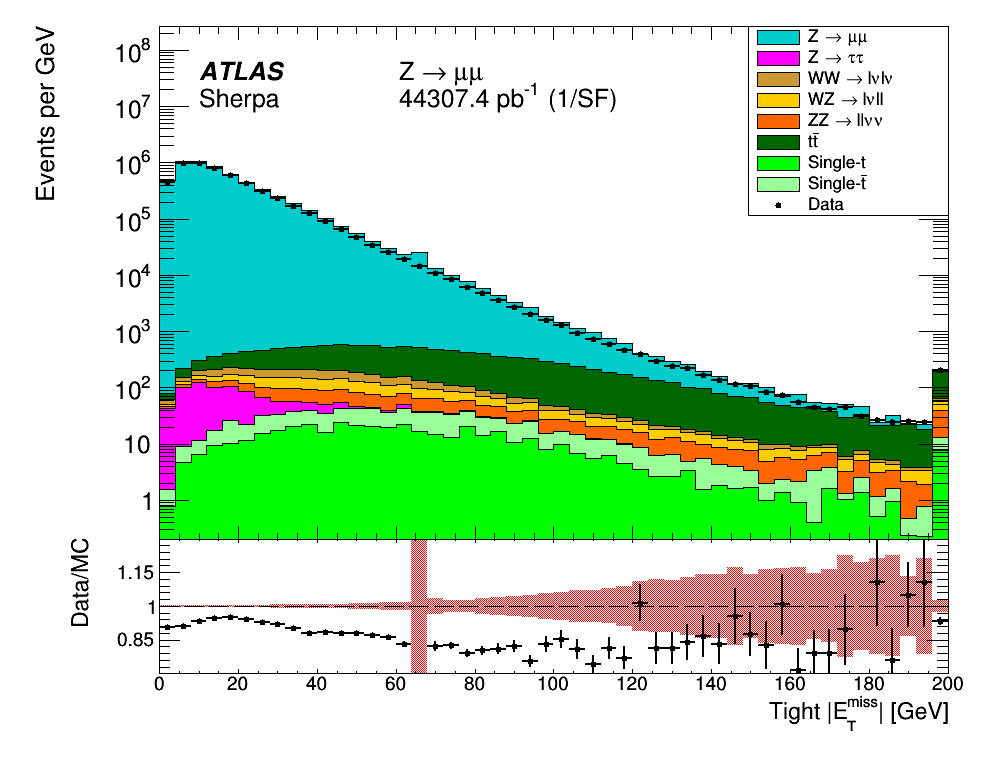 Events per GeV
10⁸
10⁷
10⁶
10⁵
10⁴
10³
10²
10
1
ATLAS
Sherpa
Z → μμ
44307.4 pb⁻¹ (1/SF)
Z → μμ
Z → ττ
WW → lνlν
WZ → lνll
ZZ → llνν
tt̄
Single-t
Single-t̄
Data
Data/MC
1.15
1
0.85
0 20 40 60 80 100 120 140 160 180 200
Tight |E_T^miss| [GeV]